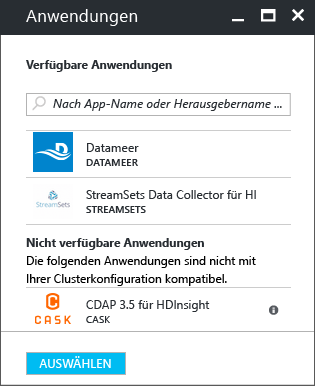 Anwendungen
Verfügbare Anwendungen
Nach App-Name oder Herausgebername ...
Datameer
DATAMEER
StreamSets
StreamSets Data Collector für HI
STREAMSETS
Nicht verfügbare Anwendungen
Die folgenden Anwendungen sind nicht mit
Ihrer Clusterkonfiguration kompatibel.
CASK
CDAP 3.5 für HDInsight
CASK
AUSWÄHLEN